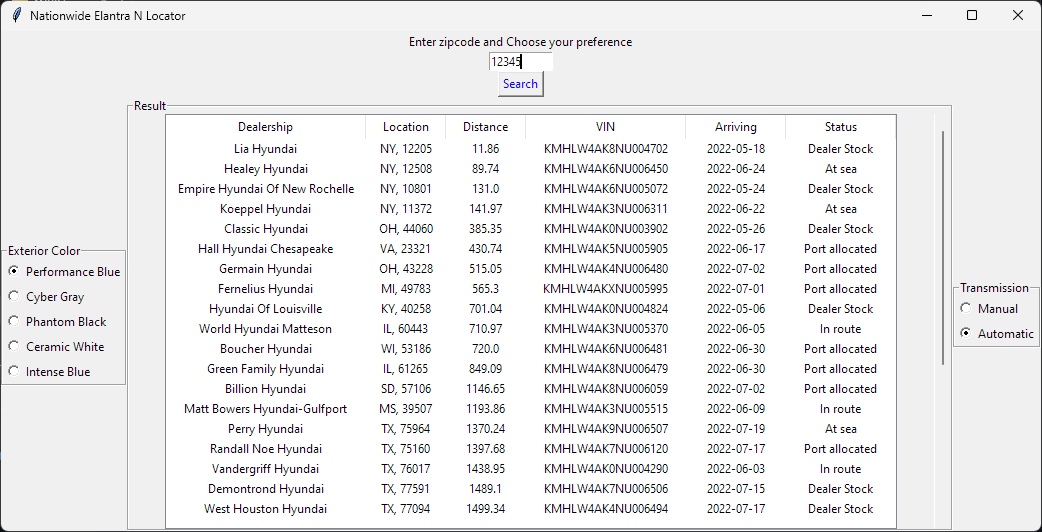 Nationwide Elantra N Locator
Enter zipcode and Choose your preference
12345
Search
Result
Dealership Location Distance VIN Arriving Status
Lia Hyundai NY, 12205 11.86 KMHLW4AK8NU004702 2022-05-18 Dealer Stock
Healey Hyundai NY, 12508 89.74 KMHLW4AK6NU006450 2022-06-24 At sea
Empire Hyundai Of New Rochelle NY, 10801 131.0 KMHLW4AK6NU005072 2022-05-24 Dealer Stock
Koeppel Hyundai NY, 11372 141.97 KMHLW4AK3NU006311 2022-06-22 At sea
Classic Hyundai OH, 44060 385.35 KMHLW4AK0NU003902 2022-05-26 Dealer Stock
Hall Hyundai Chesapeake VA, 23321 430.74 KMHLW4AK5NU005905 2022-06-17 Port allocated
Germain Hyundai OH, 43228 515.05 KMHLW4AK4NU006480 2022-07-02 Port allocated
Fernelius Hyundai MI, 49783 565.3 KMHLW4AKXNU005995 2022-07-01 Port allocated
Hyundai Of Louisville KY, 40258 701.04 KMHLW4AK0NU004824 2022-05-06 Dealer Stock
World Hyundai Matteson IL, 60443 710.97 KMHLW4AK3NU005370 2022-06-05 In route
Boucher Hyundai WI, 53186 720.0 KMHLW4AK6NU006481 2022-06-30 Port allocated
Green Family Hyundai IL, 61265 849.09 KMHLW4AK8NU006479 2022-06-30 Port allocated
Billion Hyundai SD, 57106 1146.65 KMHLW4AK8NU006059 2022-07-02 Port allocated
Matt Bowers Hyundai-Gulfport MS, 39507 1193.86 KMHLW4AK3NU005515 2022-06-09 In route
Perry Hyundai TX, 75964 1370.24 KMHLW4AK9NU006507 2022-07-19 At sea
Randall Noe Hyundai TX, 75160 1397.68 KMHLW4AK7NU006120 2022-07-17 Port allocated
Vandergriff Hyundai TX, 76017 1438.95 KMHLW4AK0NU004290 2022-06-03 In route
Demontrond Hyundai TX, 77591 1489.1 KMHLW4AK7NU006506 2022-07-15 Dealer Stock
West Houston Hyundai TX, 77094 1499.34 KMHLW4AK4NU006494 2022-07-17 Dealer Stock
Exterior Color
Performance Blue
Cyber Gray
Phantom Black
Ceramic White
Intense Blue
Transmission
Manual
Automatic